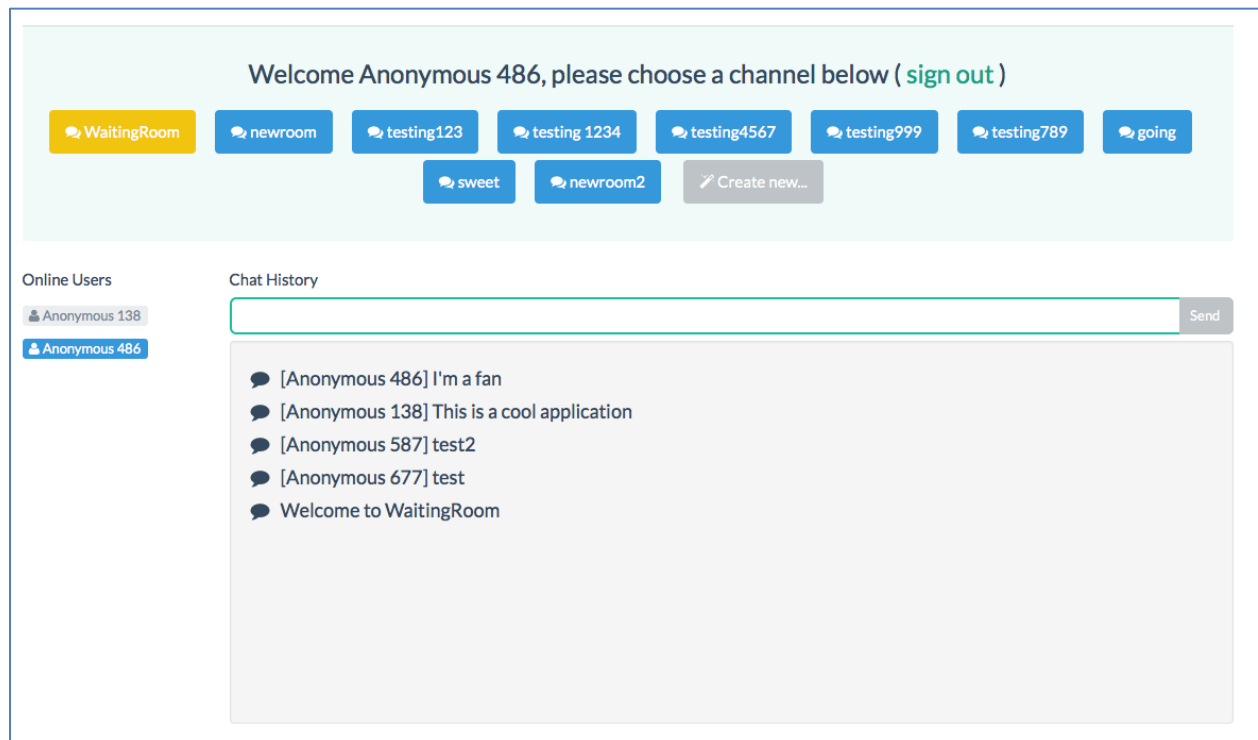 Welcome Anonymous 486, please choose a channel below ( sign out )
WaitingRoom newroom testing123 testing 1234 testing4567 testing999 testing789 going
sweet newroom2 Create new...
Online Users
Anonymous 138
Anonymous 486
Chat History
Send
[Anonymous 486] I'm a fan
[Anonymous 138] This is a cool application
[Anonymous 587] test2
[Anonymous 677] test
Welcome to WaitingRoom